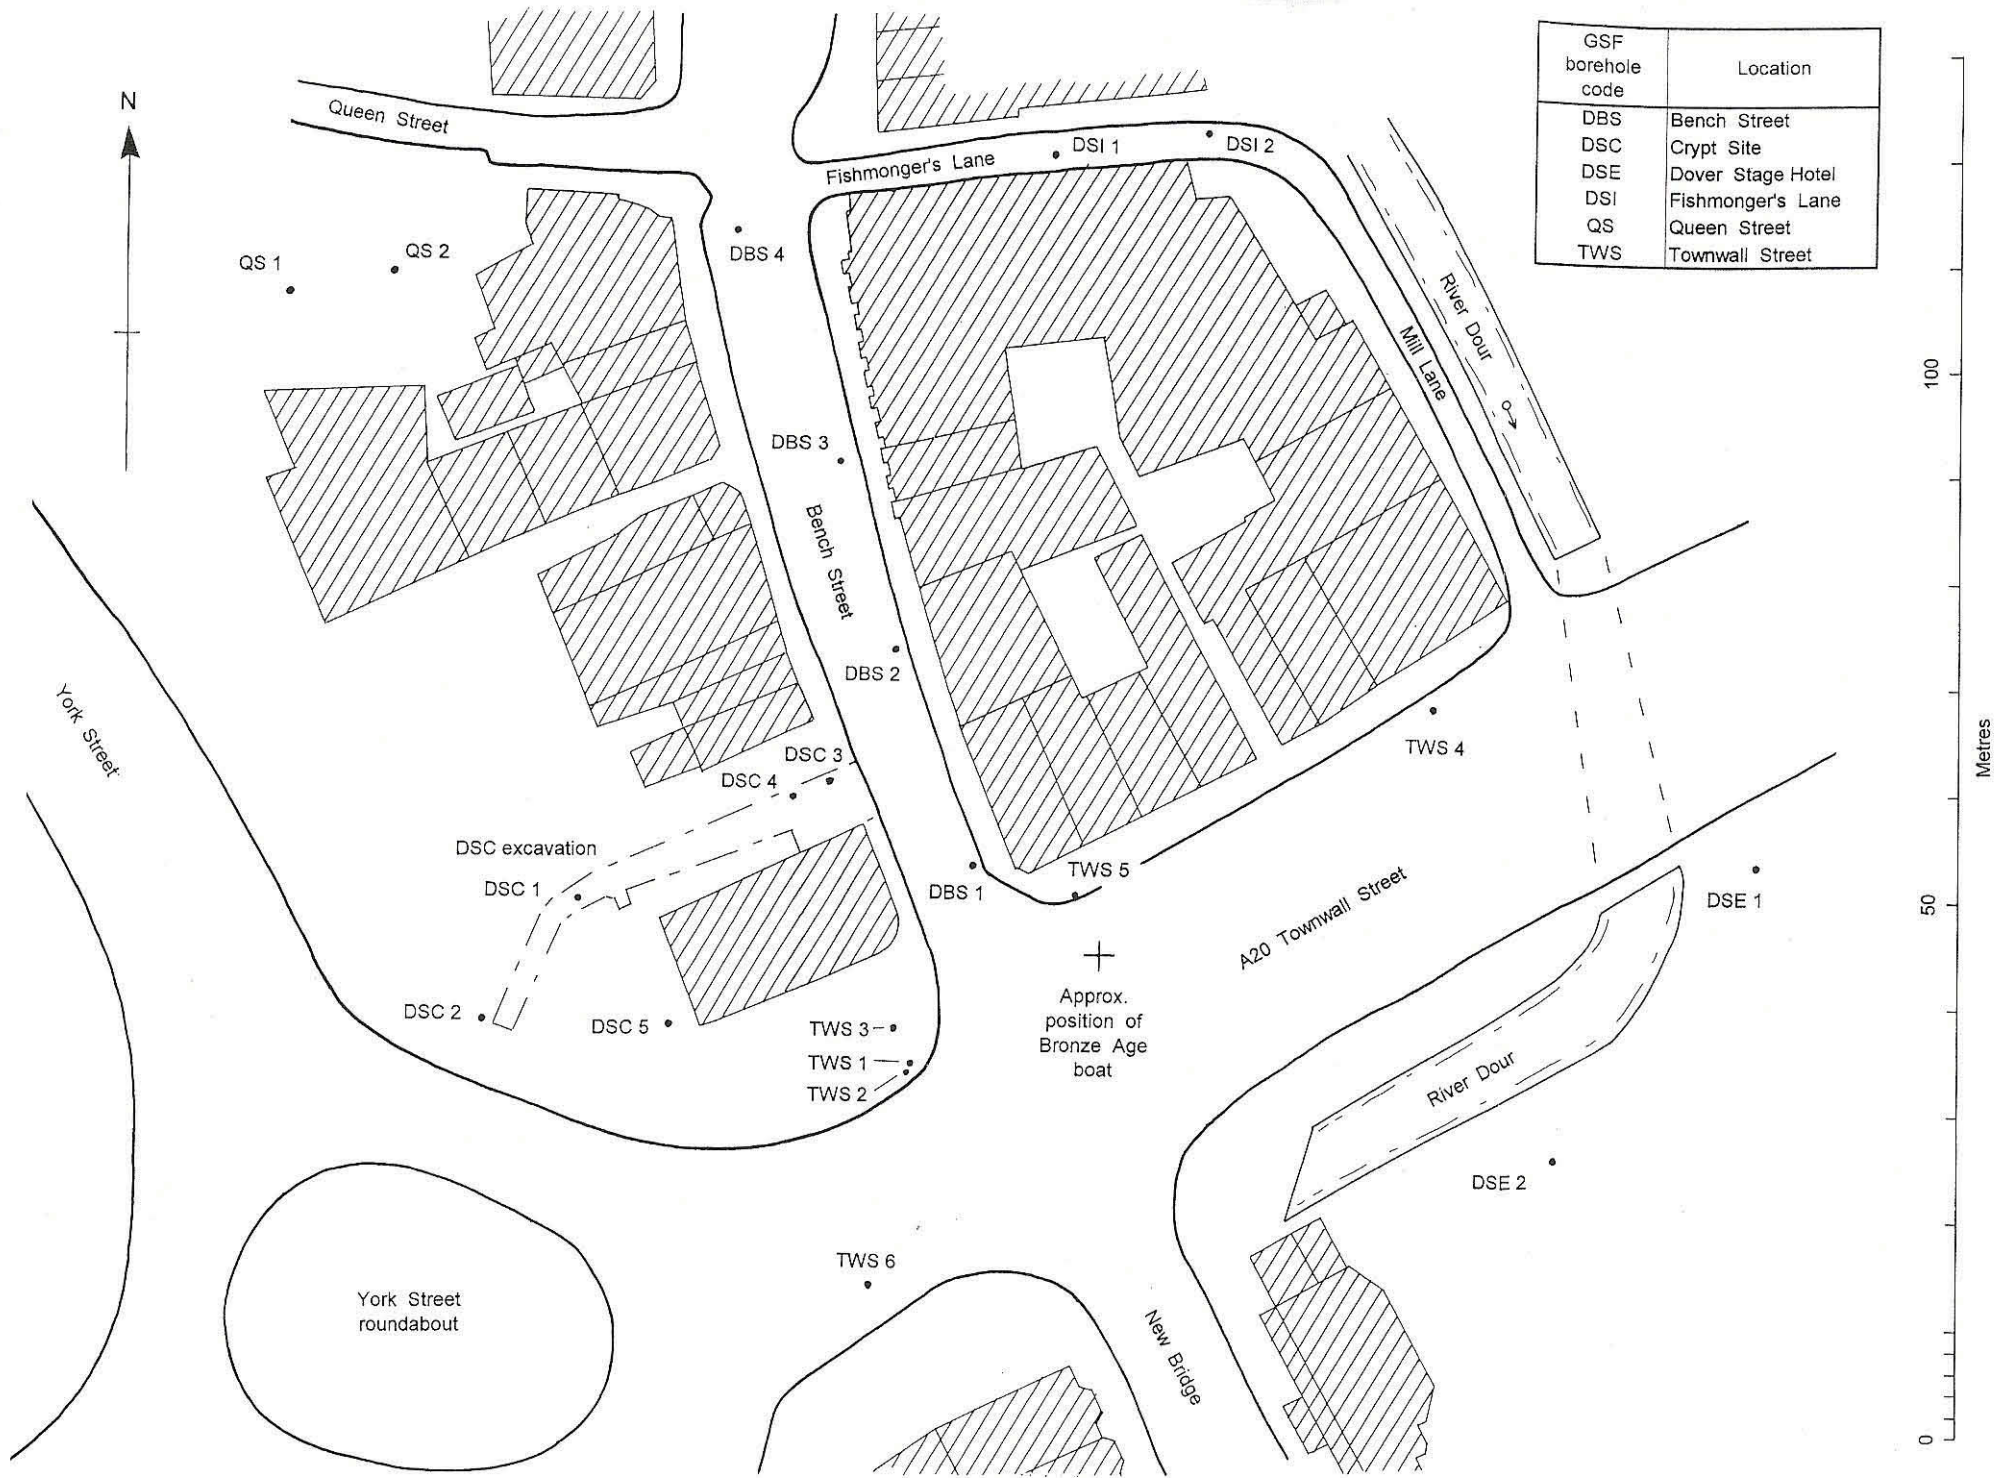 GSF
borehole
code
Location
DBS Bench Street
DSC Crypt Site
DSE Dover Stage Hotel
DSI Fishmonger's Lane
QS Queen Street
TWS Townwall Street
N
Queen Street
Fishmonger's Lane
DSI 1
DSI 2
QS 1
QS 2
DBS 4
River Dour
Mill Lane
100
DBS 3
Bench Street
DBS 2
York Street
DSC 3
DSC 4
TWS 4
Metres
DSC excavation
DSC 1
DBS 1
TWS 5
DSE 1
50
A20 Townwall Street
Approx.
position of
Bronze Age
boat
DSC 2
DSC 5
TWS 3
TWS 1
TWS 2
River Dour
DSE 2
TWS 6
York Street
roundabout
New Bridge
0